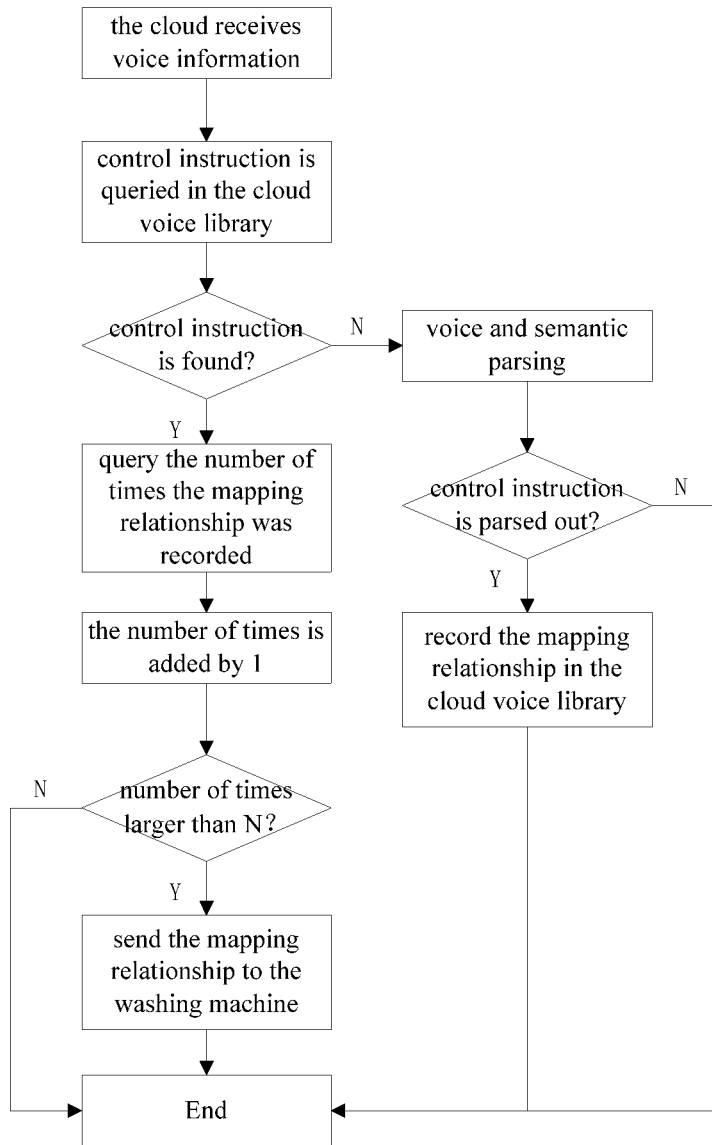 the cloud receives
voice information
control instruction is
queried in the cloud
voice library
control instruction
is found?
N
voice and semantic
parsing
Y
query the number of
times the mapping
relationship was
recorded
control instruction
is parsed out?
N
Y
the number of times is
added by 1
record the mapping
relationship in the
cloud voice library
number of times
larger than N?
N
Y
send the mapping
relationship to the
washing machine
End